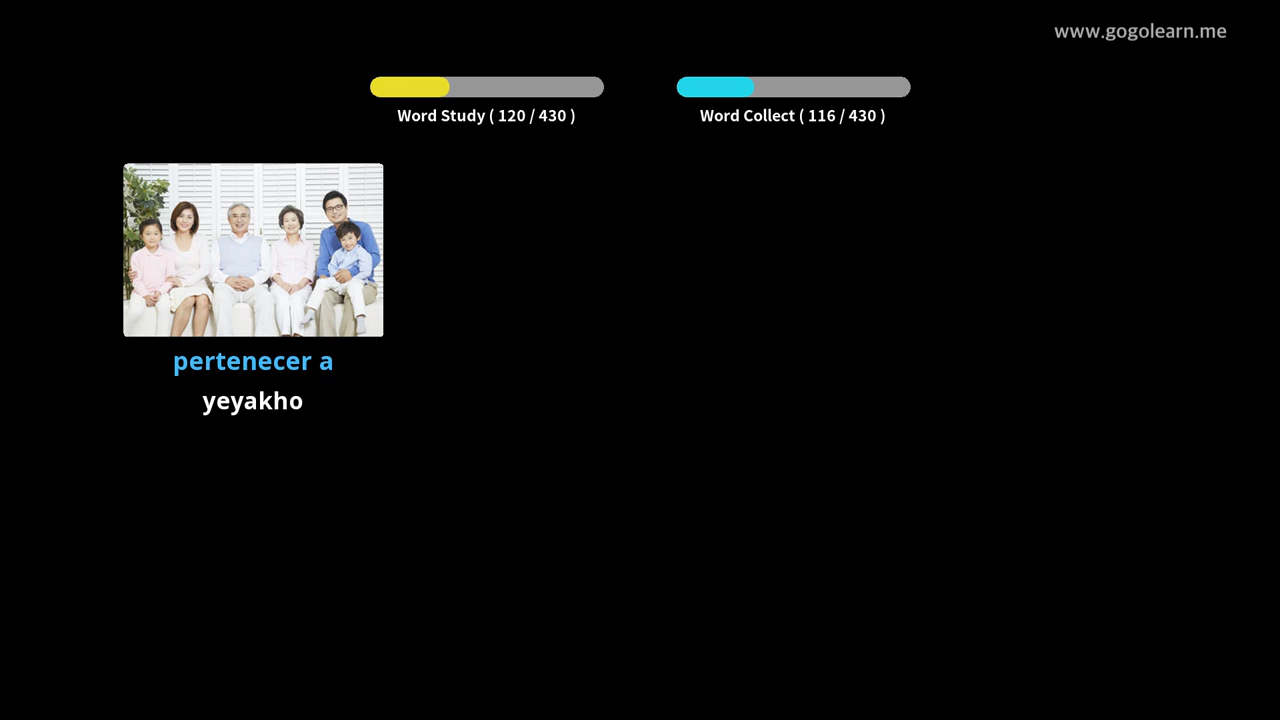 www.gogolearn.me
Word Study ( 120 / 430 )
Word Collect ( 116 / 430 )
pertenecer a
yeyakho